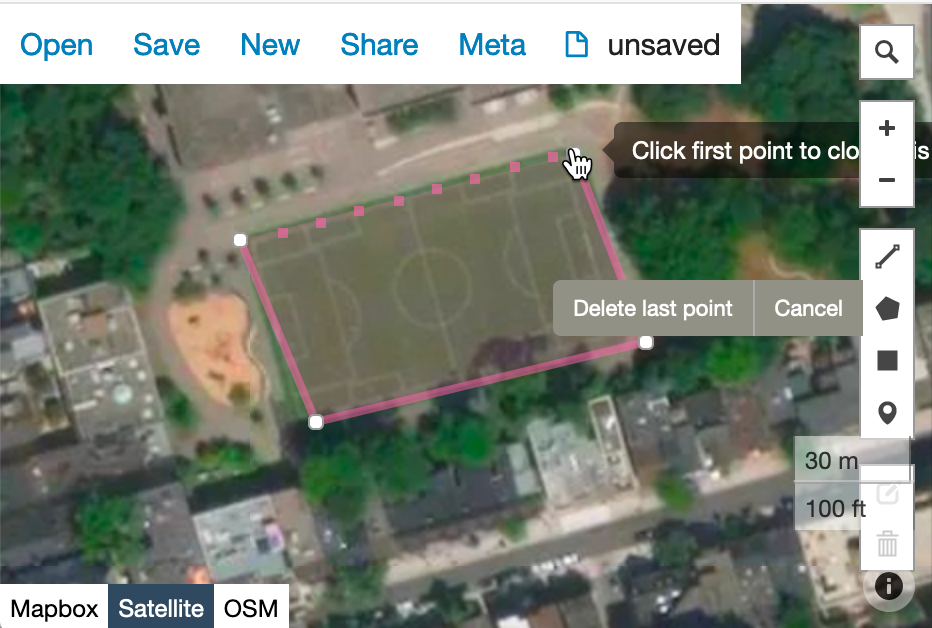 Open Save New Share Meta unsaved
Click first point to clo is
Delete last point Cancel
30 m
100 ft
Mapbox Satellite OSM